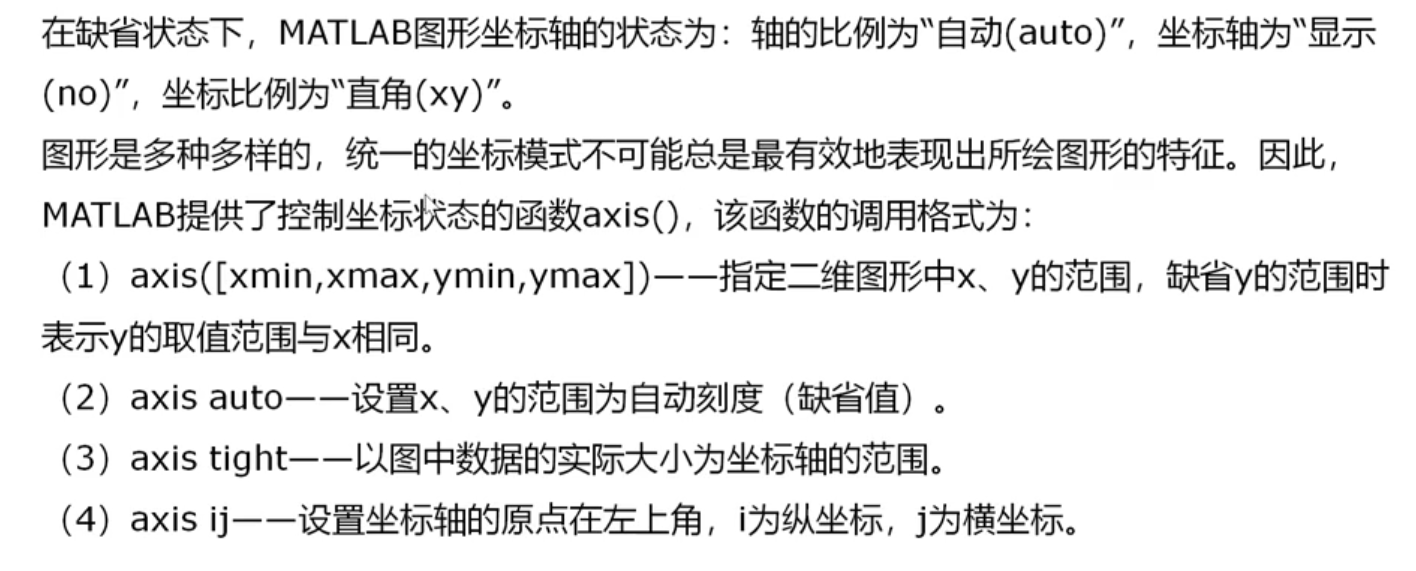 在缺省状态下，MATLAB图形坐标轴的状态为：轴的比例为“自动(auto)”，坐标轴为“显示
(no)”，坐标比例为“直角(xy)”。
图形是多种多样的，统一的坐标模式不可能总是最有效地表现出所绘图形的特征。因此，
MATLAB提供了控制坐标状态的函数axis()，该函数的调用格式为：
（1）axis([xmin,xmax,ymin,ymax])——指定二维图形中x、y的范围，缺省y的范围时
表示y的取值范围与x相同。
（2）axis auto——设置x、y的范围为自动刻度（缺省值）。
（3）axis tight——以图中数据的实际大小为坐标轴的范围。
（4）axis ij——设置坐标轴的原点在左上角，i为纵坐标，j为横坐标。